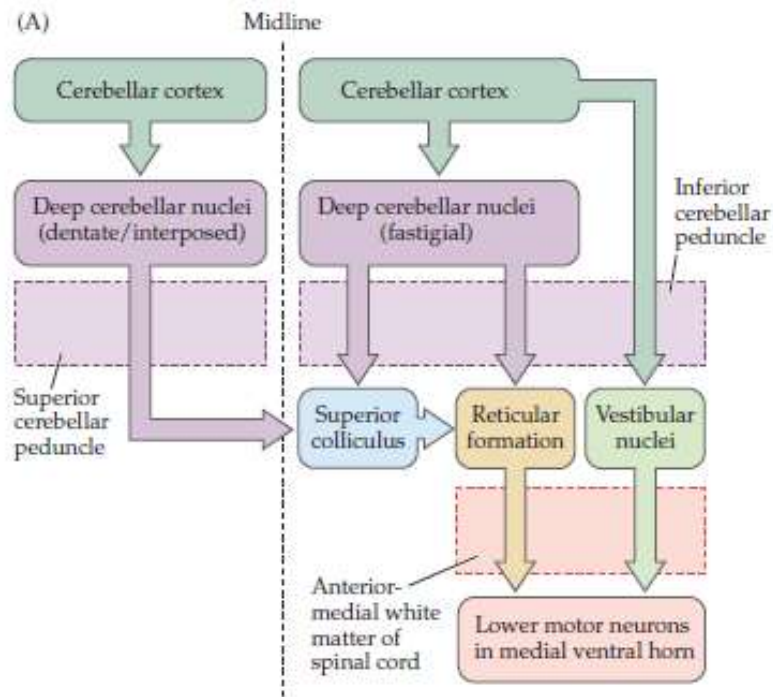 (A)
Midline
Cerebellar cortex
Cerebellar cortex
Deep cerebellar nuclei
(dentate/interposed)
Deep cerebellar nuclei
(fastigial)
Inferior
cerebellar
peduncle
Superior
cerebellar
peduncle
Superior
colliculus
Reticular
formation
Vestibular
nuclei
Anterior-
medial white
matter of
spinal cord
Lower motor neurons
in medial ventral horn